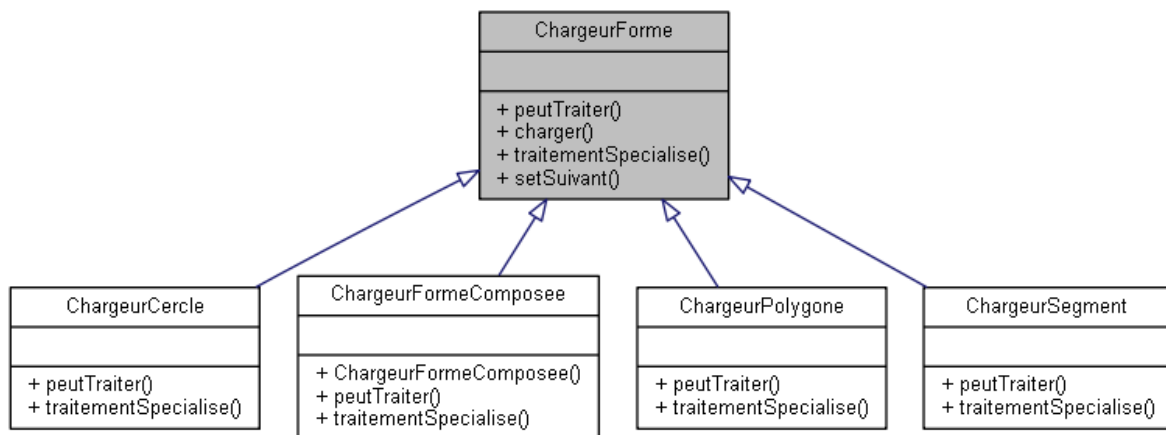 ChargeurForme
+ peutTraiter()
+ charger()
+ traitementSpecialise()
+ setSuivant()
ChargeurCercle
+ peutTraiter()
+ traitementSpecialise()
ChargeurFormeComposee
+ ChargeurFormeComposee()
+ peutTraiter()
+ traitementSpecialise()
ChargeurPolygone
+ peutTraiter()
+ traitementSpecialise()
ChargeurSegment
+ peutTraiter()
+ traitementSpecialise()